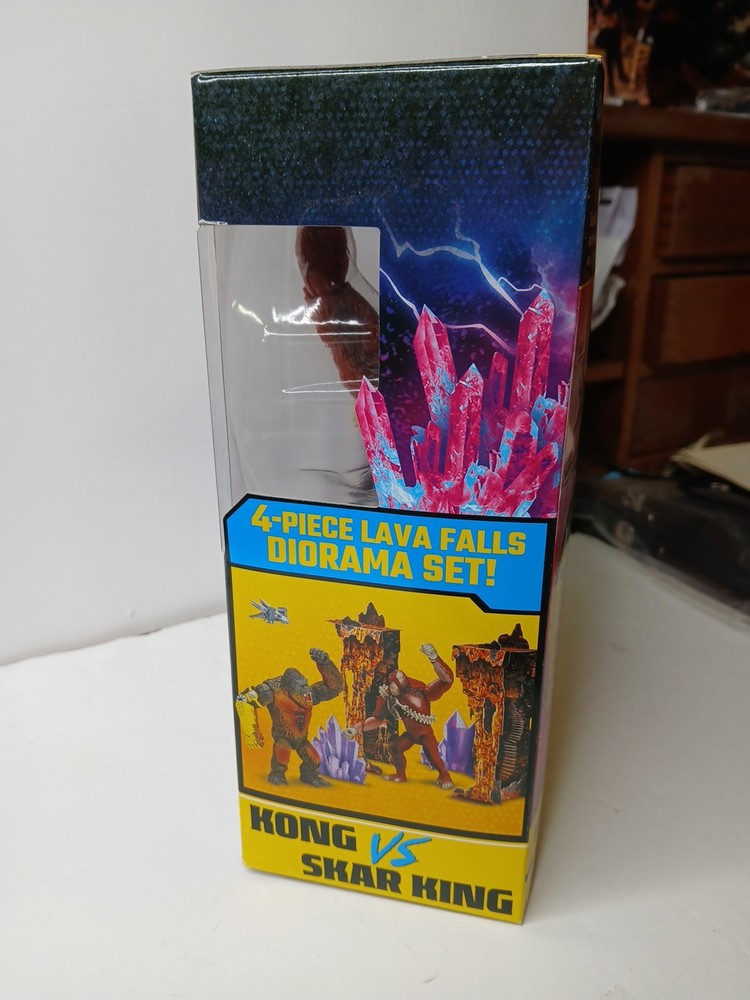 4-PIECE LAVA FALLS
DIORAMA SET!
KONG VS
SKAR KING